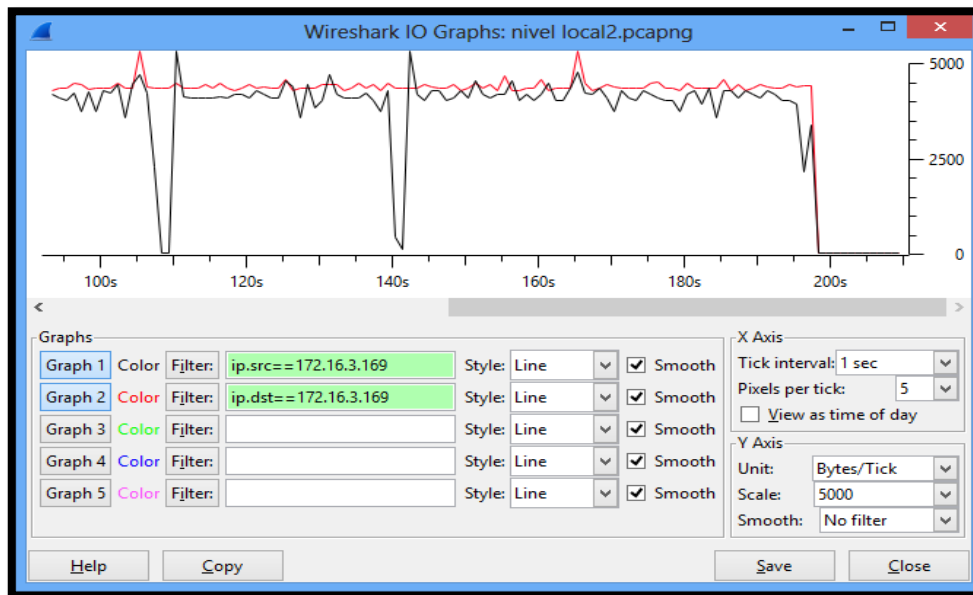 Wireshark IO Graphs: nivel local2.pcapng
5000
2500
0
100s 120s 140s 160s 180s 200s
Graphs
Graph 1 Color Filter: ip.src==172.16.3.169 Style: Line Smooth
Graph 2 Color Filter: ip.dst==172.16.3.169 Style: Line Smooth
Graph 3 Color Filter: Style: Line Smooth
Graph 4 Color Filter: Style: Line Smooth
Graph 5 Color Filter: Style: Line Smooth
X Axis
Tick interval: 1 sec
Pixels per tick: 5
View as time of day
Y Axis
Unit: Bytes/Tick
Scale: 5000
Smooth: No filter
Help Copy Save Close